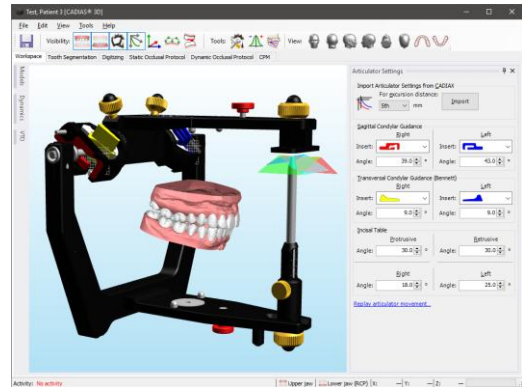 Test, Patient 1 [CADIAS® 3D]
File Edit View Tools Help
Visibility: Tools: View
Workspace Tooth Segmentation Digitizing Static Occlusal Protocol Dynamic Occlusal Protocol CPM
Models
Dynamics
VTO
Articulator Settings
Import Articulator Settings from CADIAX
For excursion distance:
5th mm Import
Sagittal Condylar Guidance
Right Left
Insert: Insert:
Angle: 39.0 ° Angle: 43.0 °
Transversal Condylar Guidance (Bennett)
Right Left
Insert: Insert:
Angle: 9.0 ° Angle: 9.0 °
Incisal Table
Protrusive Retrusive
Angle: 30.0 ° Angle: 30.0 °
Right Left
Angle: 18.0 ° Angle: 25.0 °
Replay articulator movement...
Activity: No activity Upper jaw Lower jaw (RCP) X: — Y: — Z: —